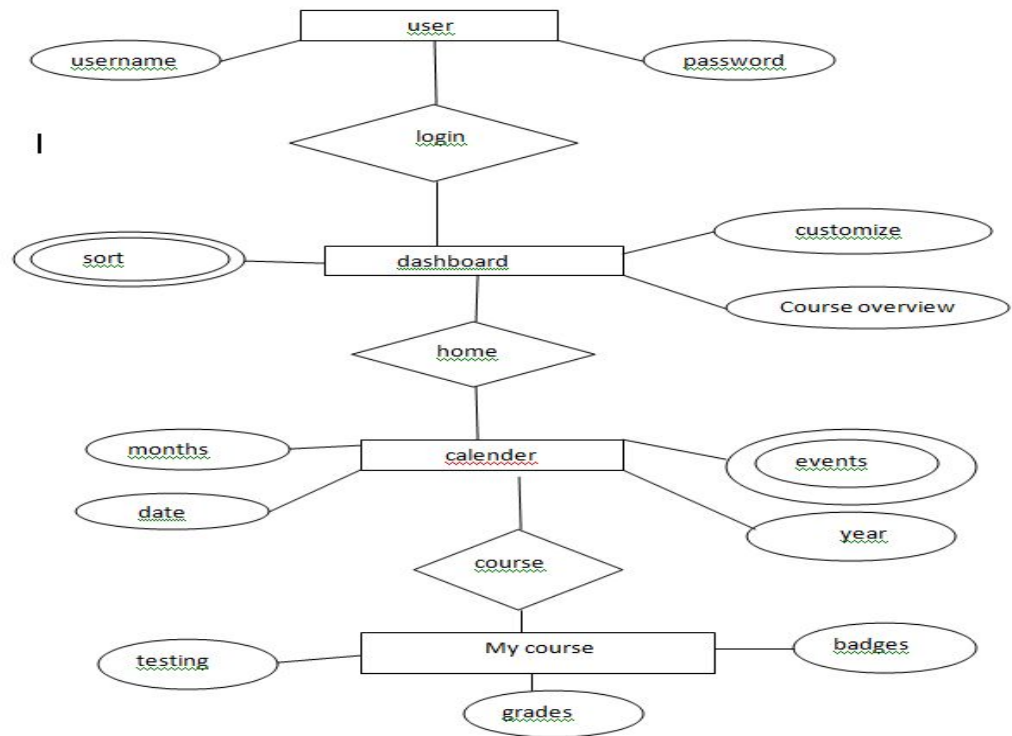 user
username
password
login
sort
dashboard
customize
Course overview
home
months
calender
events
date
year
course
My course
testing
badges
grades